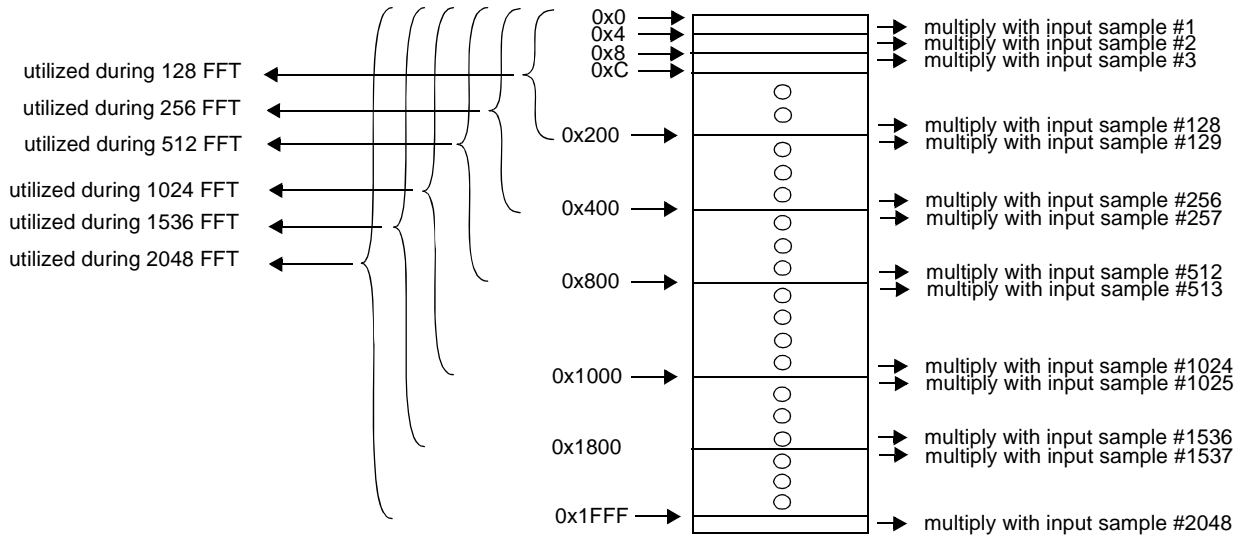 utilized during 128 FFT
utilized during 256 FFT
utilized during 512 FFT
utilized during 1024 FFT
utilized during 1536 FFT
utilized during 2048 FFT
0x0
0x4
0x8
0xC
0x200
0x400
0x800
0x1000
0x1800
0x1FFF
multiply with input sample #1
multiply with input sample #2
multiply with input sample #3
multiply with input sample #128
multiply with input sample #129
multiply with input sample #256
multiply with input sample #257
multiply with input sample #512
multiply with input sample #513
multiply with input sample #1024
multiply with input sample #1025
multiply with input sample #1536
multiply with input sample #1537
multiply with input sample #2048